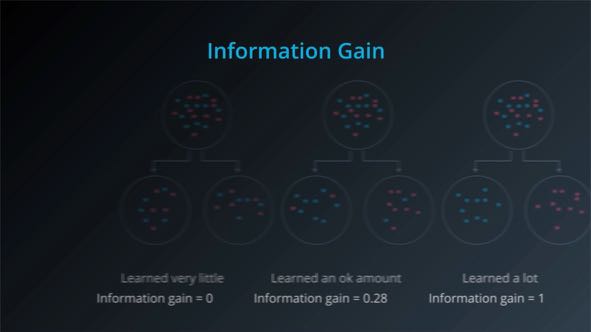 Information Gain
Learned very little
Information gain = 0
Learned an ok amount
Information gain = 0.28
Learned a lot
Information gain = 1